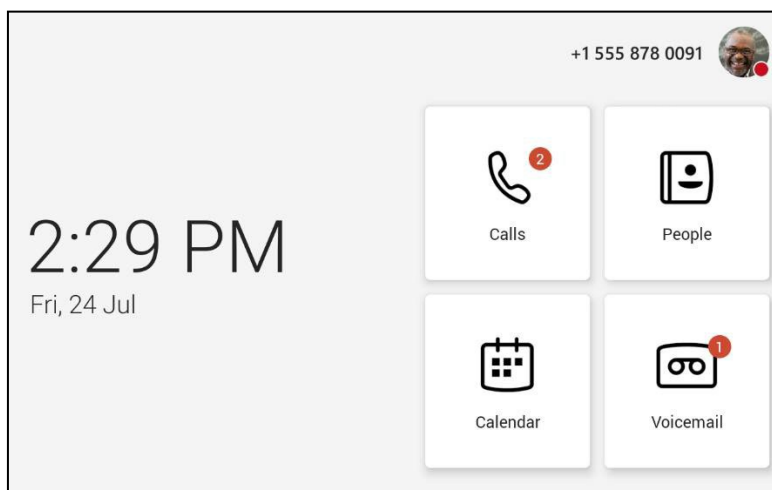 +1 555 878 0091
2:29 PM
Fri, 24 Jul
2
Calls
People
Calendar
1
Voicemail